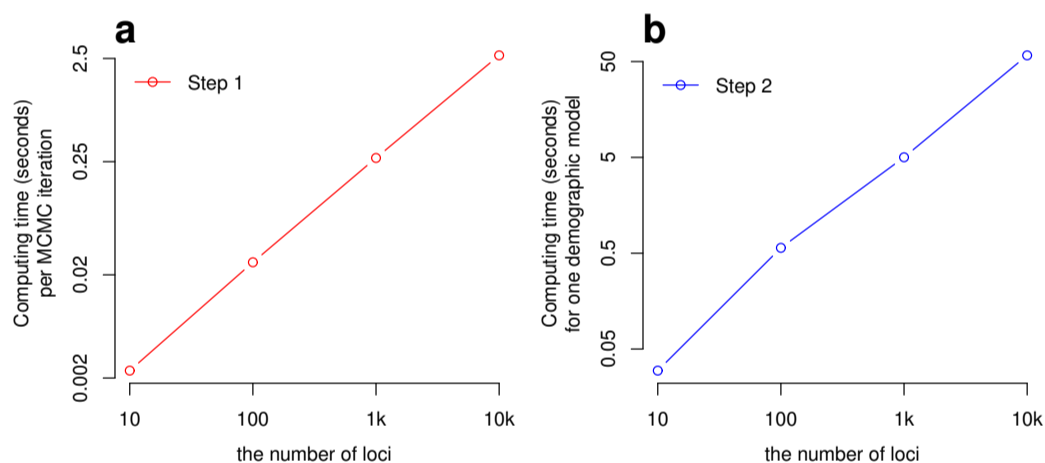 a
Computing time (seconds)
per MCMC iteration
2.5
0.25
0.02
0.002
Step 1
10 100 1k 10k
the number of loci
b
Computing time (seconds)
for one demographic model
50
5
0.5
0.05
Step 2
10 100 1k 10k
the number of loci